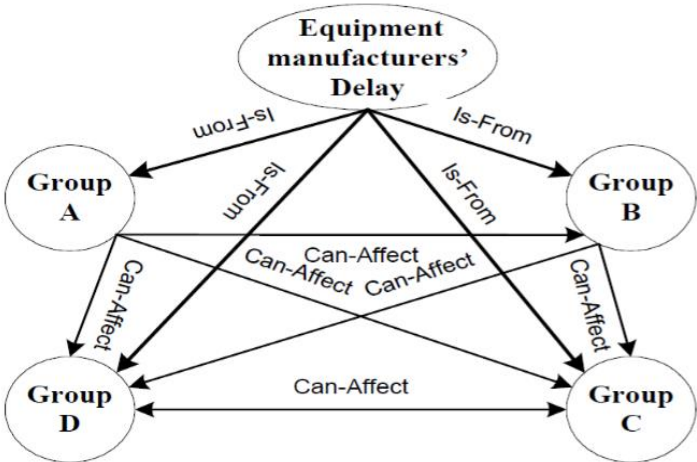 Equipment
manufacturers’
Delay
Is-From
Is-From
Group
A
Is-From
Is-From
Group
B
Can-Affect
Can-Affect
Can-Affect
Can-Affect
Can-Affect
Group
D
Can-Affect
Group
C